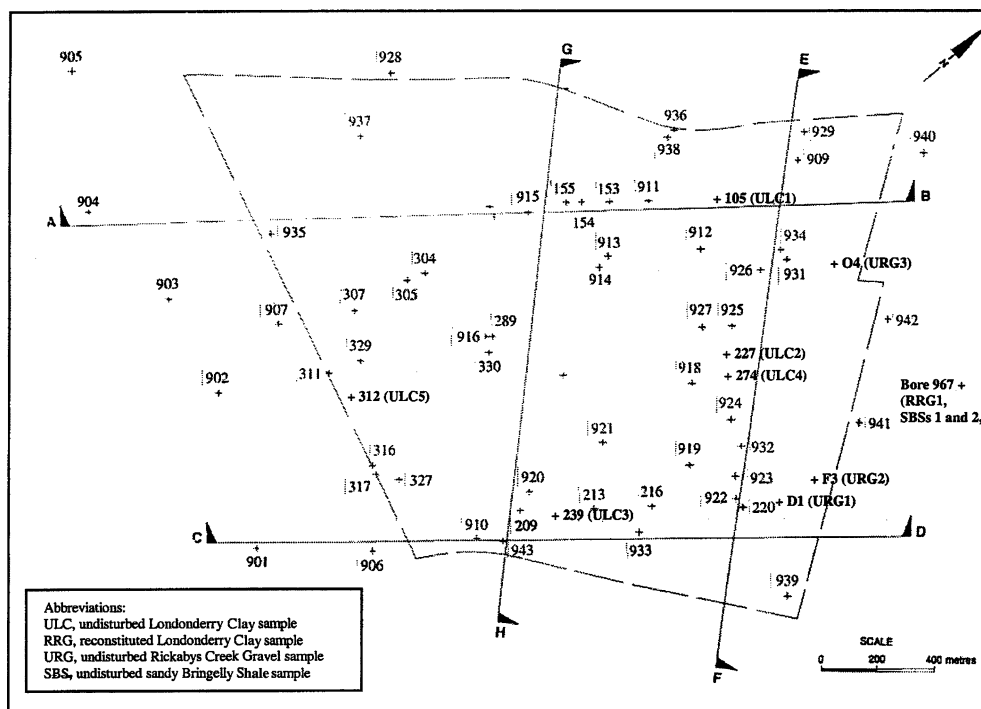 G
E
N
905
928
937
936
938
929
909
940
904
A
915
155
153
911
154
105 (ULC1)
B
935
304
305
913
914
912
926
934
931
O4 (URG3)
903
907
307
289
916
330
927
925
942
329
227 (ULC2)
274 (ULC4)
311
902
312 (ULC5)
918
Bore 967 +
(RRG1,
SBSs 1 and 2,
924
941
921
932
316
317
327
919
923
F3 (URG2)
920
213
216
922
220
D1 (URG1)
209
239 (ULC3)
C
910
D
901
906
943
933
939
H
F
Abbreviations:
ULC, undisturbed Londonderry Clay sample
RRG, reconstituted Londonderry Clay sample
URG, undisturbed Rickabys Creek Gravel sample
SBS, undisturbed sandy Bringelly Shale sample
SCALE
0 200 400 metres